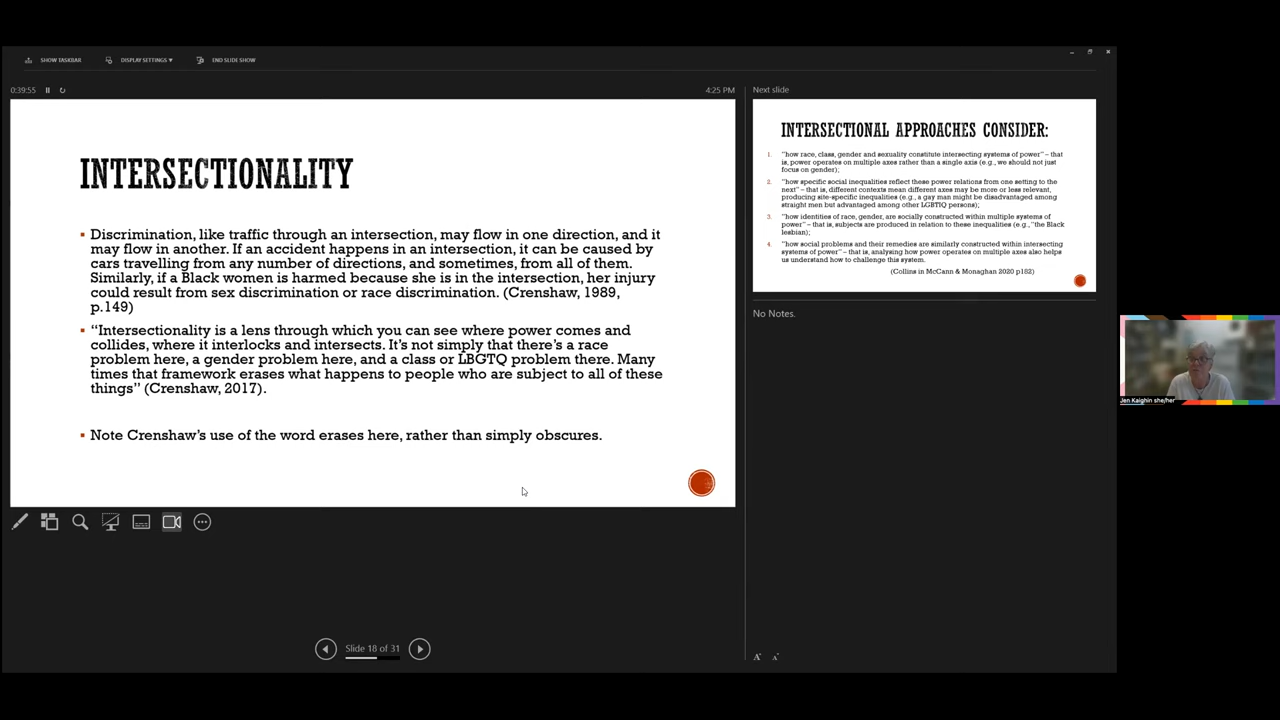 SHOW TASKBAR
DISPLAY SETTINGS ▼
END SLIDE SHOW
0:39:55
4:25 PM
INTERSECTIONALITY
▪ Discrimination, like traffic through an intersection, may flow in one direction, and it
may flow in another. If an accident happens in an intersection, it can be caused by
cars travelling from any number of directions, and sometimes, from all of them.
Similarly, if a Black women is harmed because she is in the intersection, her injury
could result from sex discrimination or race discrimination. (Crenshaw, 1989,
p.149)
▪ “Intersectionality is a lens through which you can see where power comes and
collides, where it interlocks and intersects. It’s not simply that there’s a race
problem here, a gender problem here, and a class or LBGTQ problem there. Many
times that framework erases what happens to people who are subject to all of these
things” (Crenshaw, 2017).
▪ Note Crenshaw’s use of the word erases here, rather than simply obscures.
Slide 18 of 31
Next slide
INTERSECTIONAL APPROACHES CONSIDER:
1. “how race, class, gender and sexuality constitute intersecting systems of power” – that
is, power operates on multiple axes rather than a single axis (e.g., we should not just
focus on gender);
2. “how specific social inequalities reflect these power relations from one setting to the
next” – that is, different contexts mean different axes may be more or less relevant,
producing site-specific inequalities (e.g., a gay man might be disadvantaged among
straight men but advantaged among other LGBTIQ persons);
3. “how identities of race, gender, are socially constructed within multiple systems of
power” – that is, subjects are produced in relation to these inequalities (e.g., “the Black
lesbian);
4. “how social problems and their remedies are similarly constructed within intersecting
systems of power” – that is, analysing how power operates on multiple axes also helps
us understand how to challenge this system.
(Collins in McCann & Monaghan 2020 p182)
No Notes.
A A
Jen Kaighin she/her